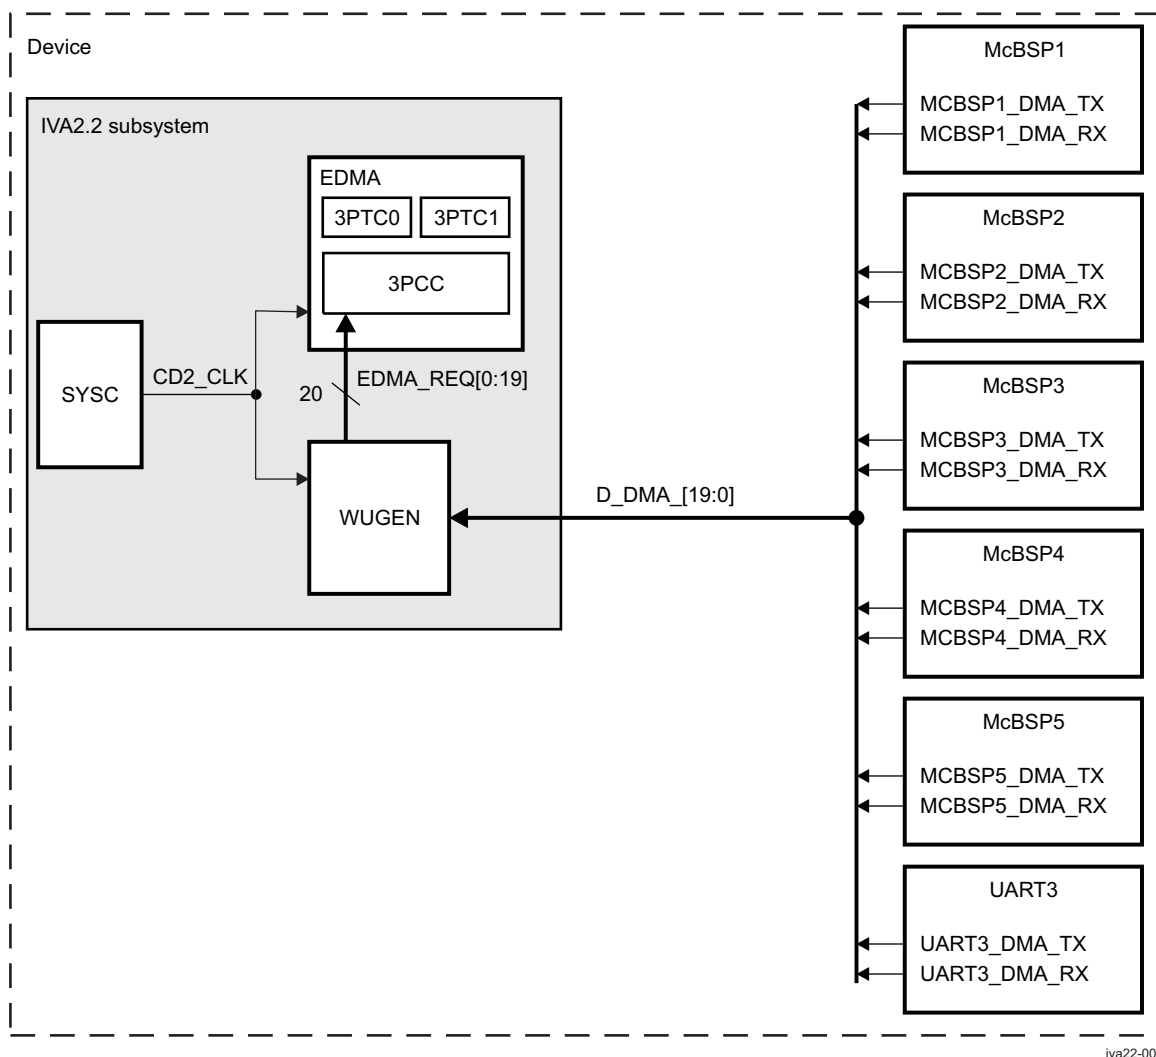 Device
IVA2.2 subsystem
EDMA
3PTC0
3PTC1
3PCC
SYSC
CD2_CLK
20
EDMA_REQ[0:19]
WUGEN
D_DMA_[19:0]
McBSP1
MCBSP1_DMA_TX
MCBSP1_DMA_RX
McBSP2
MCBSP2_DMA_TX
MCBSP2_DMA_RX
McBSP3
MCBSP3_DMA_TX
MCBSP3_DMA_RX
McBSP4
MCBSP4_DMA_TX
MCBSP4_DMA_RX
McBSP5
MCBSP5_DMA_TX
MCBSP5_DMA_RX
UART3
UART3_DMA_TX
UART3_DMA_RX
iva22-00